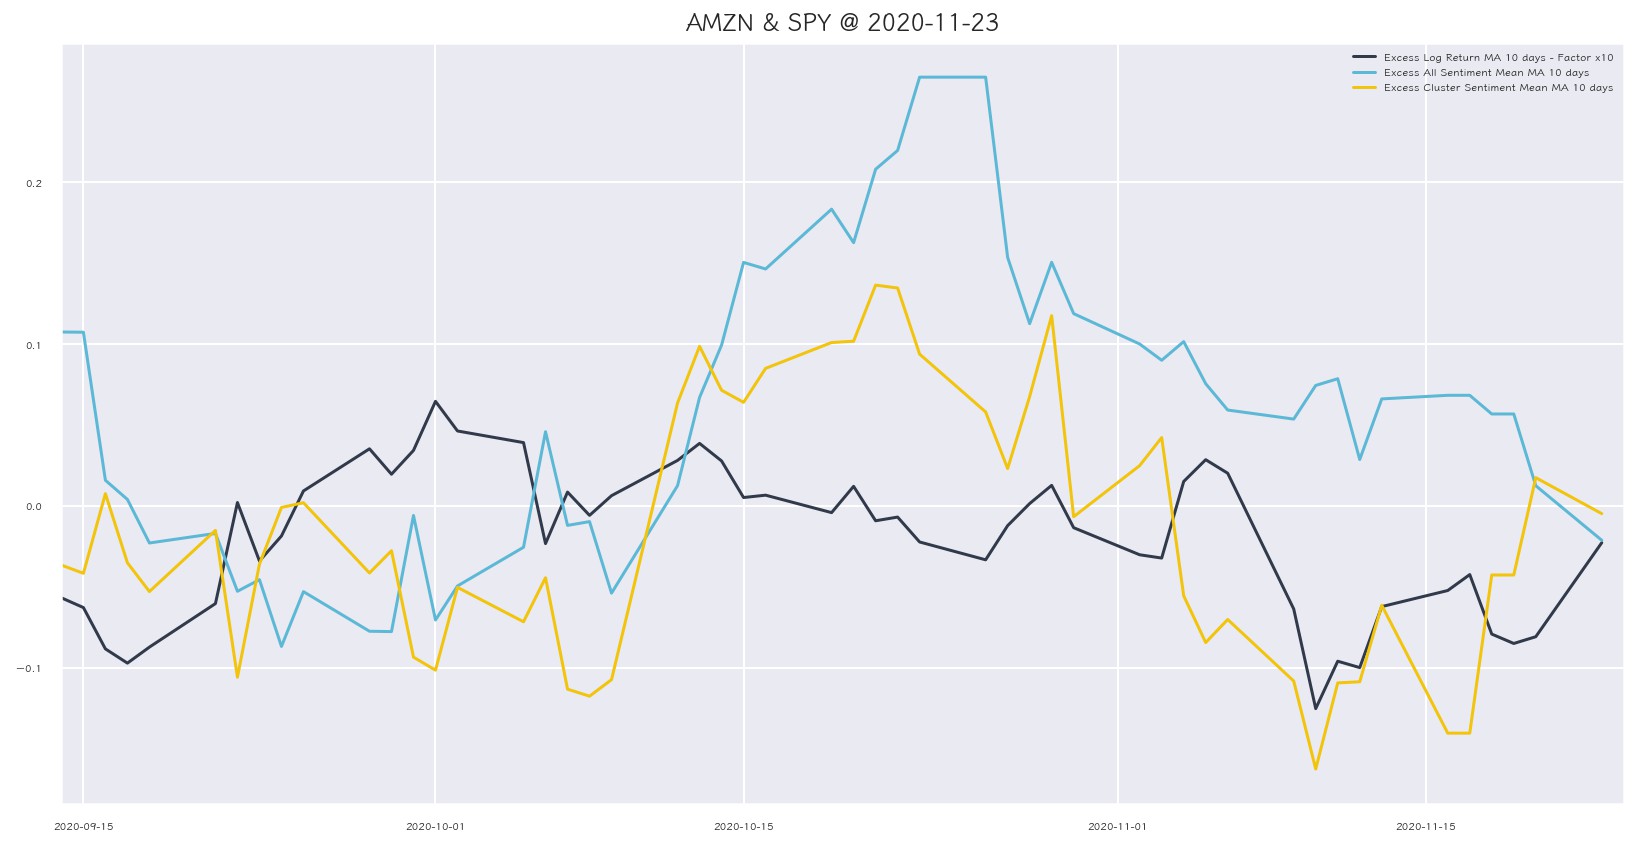 AMZN & SPY @ 2020-11-23
Excess Log Return MA 10 days - Factor x10
Excess All Sentiment Mean MA 10 days
Excess Cluster Sentiment Mean MA 10 days
0.2
0.1
0.0
−0.1
2020-09-15
2020-10-01
2020-10-15
2020-11-01
2020-11-15